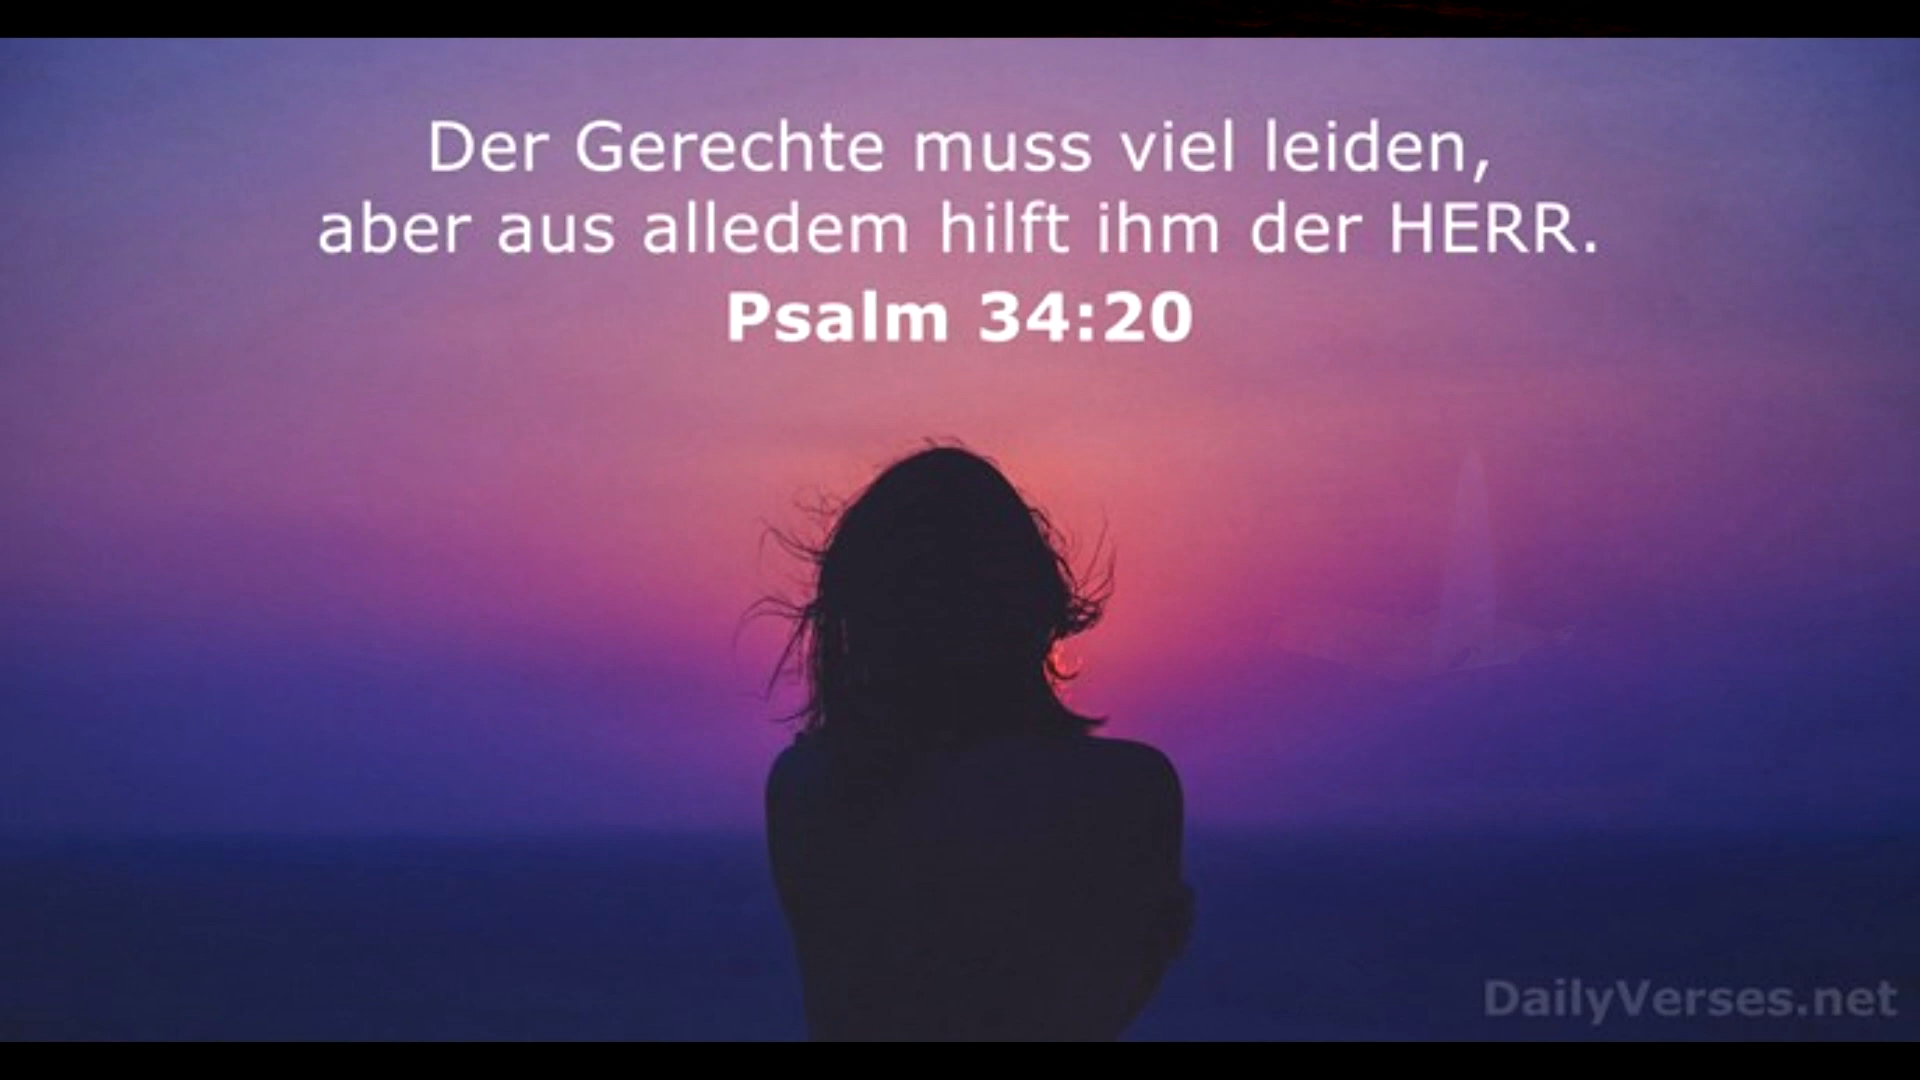 Der Gerechte muss viel leiden,
aber aus alledem hilft ihm der HERR.
Psalm 34:20
DailyVerses.net